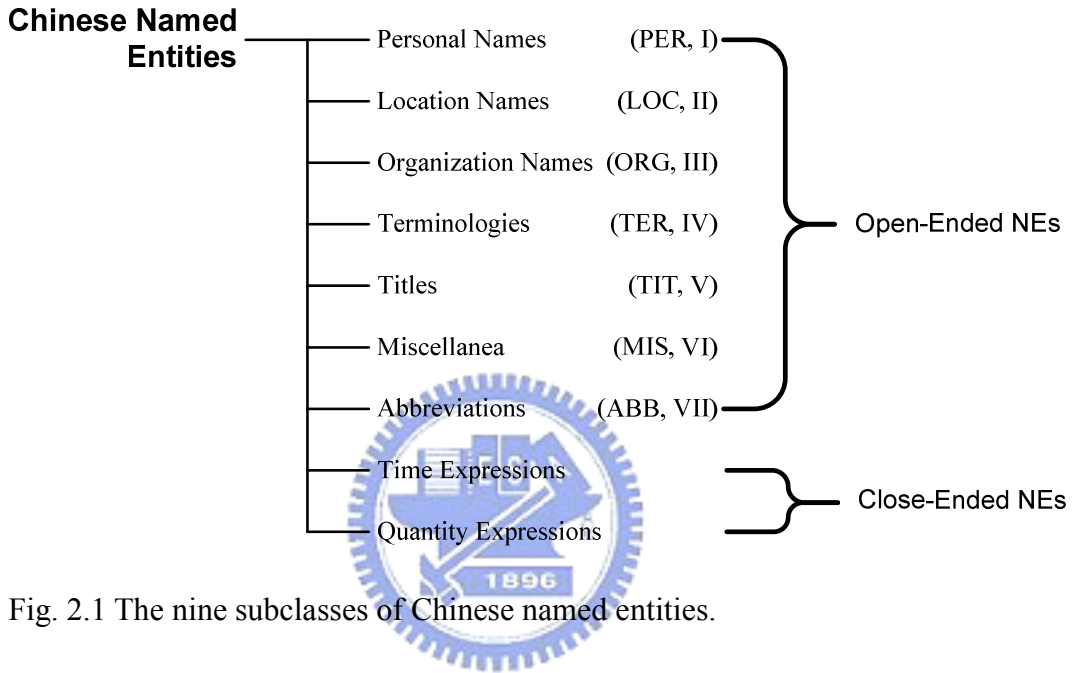 Chinese Named
Entities
Personal Names (PER, I)
Location Names (LOC, II)
Organization Names (ORG, III)
Terminologies (TER, IV)
Titles (TIT, V)
Miscellanea (MIS, VI)
Abbreviations (ABB, VII)
Open-Ended NEs
Time Expressions
Quantity Expressions
Close-Ended NEs
1896
Fig. 2.1 The nine subclasses of Chinese named entities.